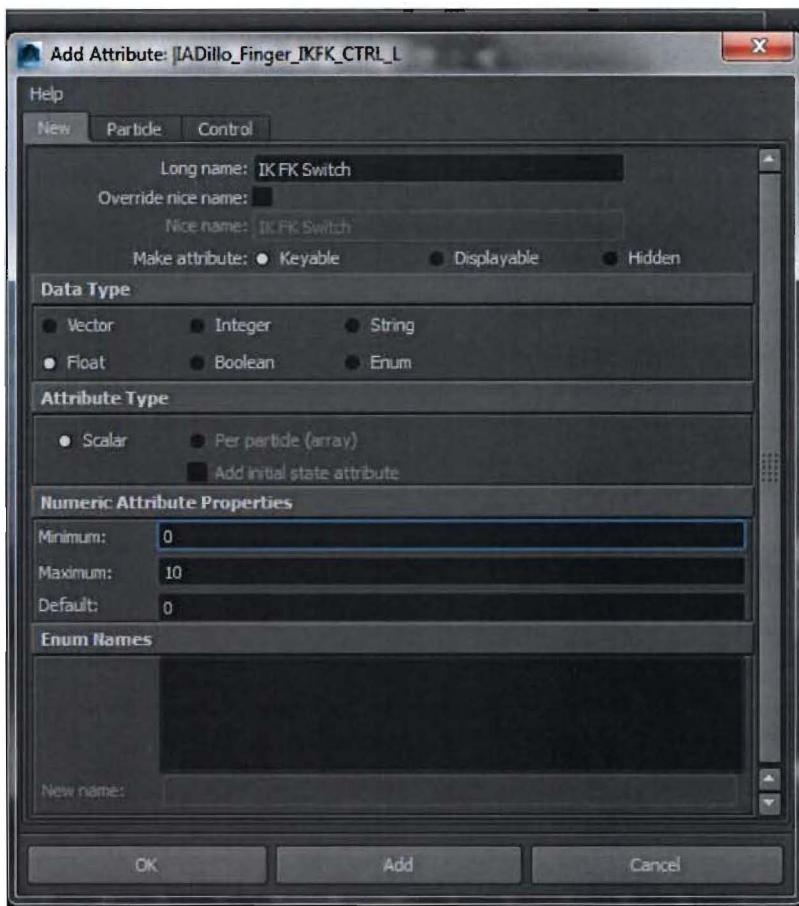 Add Attribute: |IADillo_Finger_IKFK_CTRL_L
Help
New Particle Control
Long name: IK FK Switch
Override nice name:
Nice name: IK FK Switch
Make attribute: Keyable Displayable Hidden
Data Type
Vector Integer String
Float Boolean Enum
Attribute Type
Scalar Per particle (array)
Add initial state attribute
Numeric Attribute Properties
Minimum: 0
Maximum: 10
Default: 0
Enum Names
New name:
OK Add Cancel